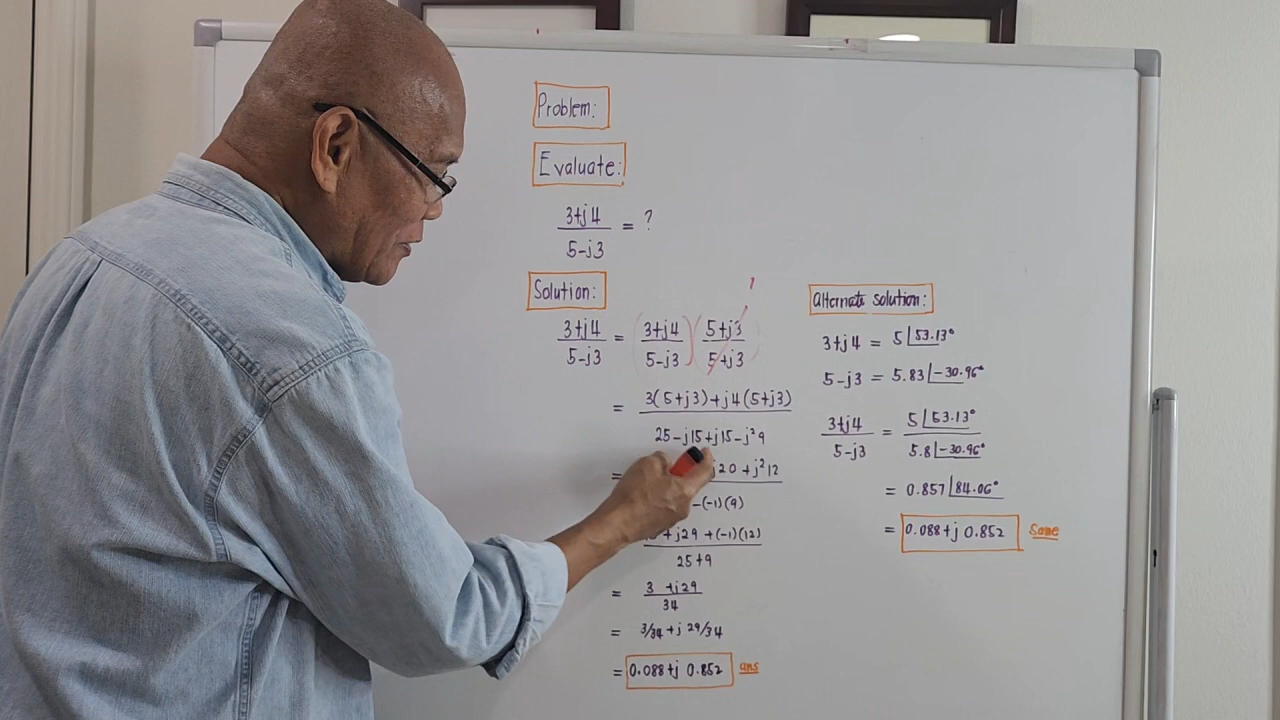 Problem:
Evaluate:
3+j4
5-j3
= ?
Solution:
3+j4 / 5-j3 = (3+j4 / 5-j3) (5+j3 / 5+j3) 1
= 3(5+j3)+j4(5+j3)
25-j15+j15-j²9
= j20+j²12
-(-1)(9)
+j29+(-1)(12)
25+9
= 3+j29
34
= 3/34+j 29/34
= 0.088+j 0.852 ans
alternate solution:
3+j4 = 5∠53.13°
5-j3 = 5.83∠-30.96°
3+j4 / 5-j3 = 5∠53.13° / 5.8∠-30.96°
= 0.857∠84.06°
= 0.088+j 0.852 Same